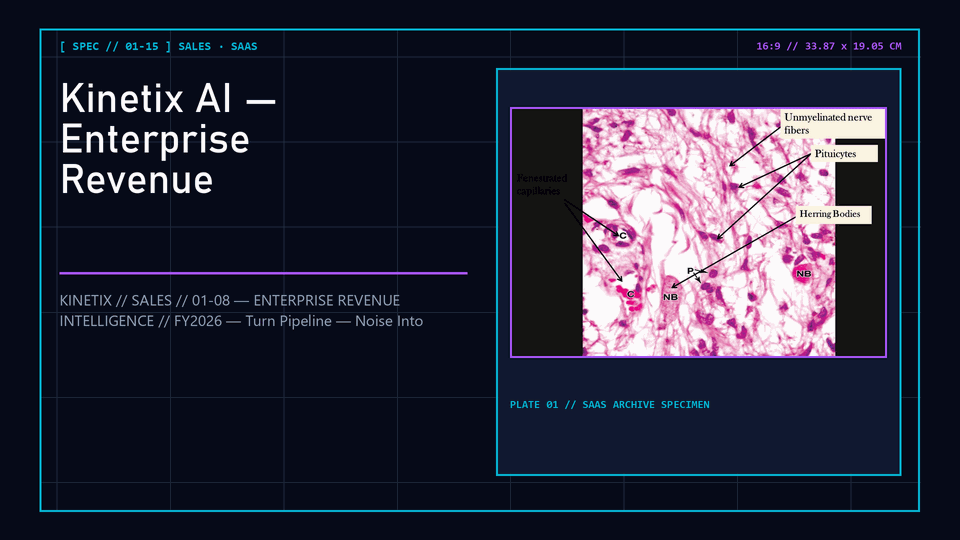 [ SPEC // 01-15 ] SALES · SAAS
16:9 // 33.87 x 19.05 CM
Kinetix AI —
Enterprise
Revenue
KINETIX // SALES // 01-08 — ENTERPRISE REVENUE
INTELLIGENCE // FY2026 — Turn Pipeline — Noise Into
Unmyelinated nerve
fibers
Pituicytes
Fenestrated
capillaries
Herring Bodies
C
P
NB
C
NB
PLATE 01 // SAAS ARCHIVE SPECIMEN